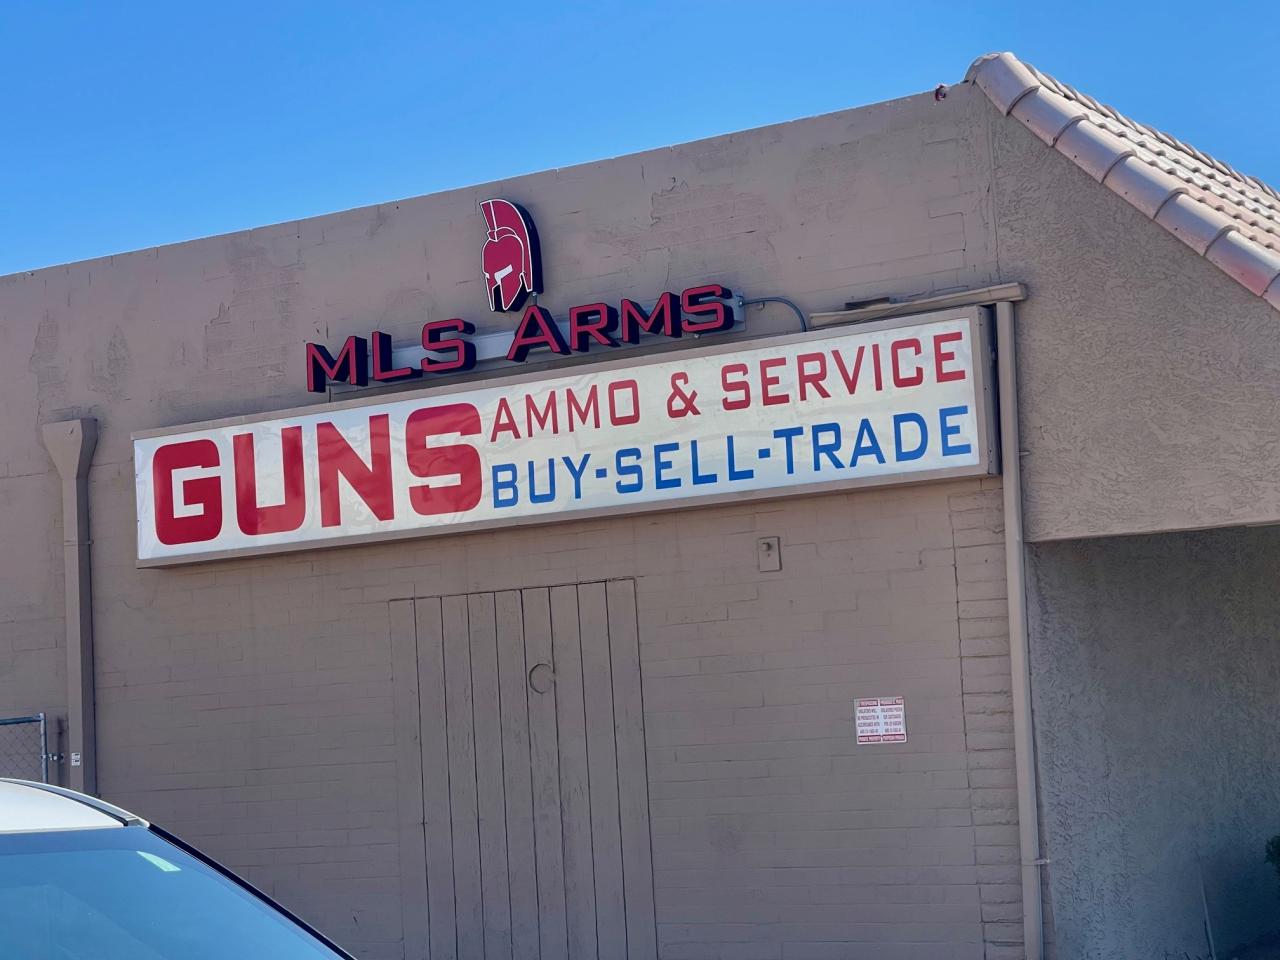 MLS ARMS
GUNS
AMMO & SERVICE
BUY-SELL-TRADE